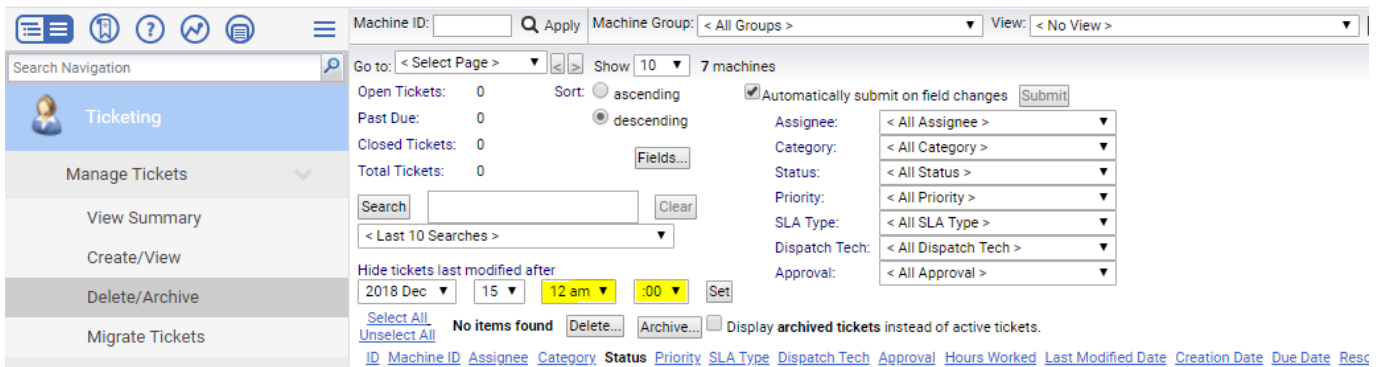 Machine ID: Apply Machine Group: < All Groups > View: < No View >
Search Navigation
Go to: < Select Page > < > Show 10 7 machines
Open Tickets: 0 Sort: ascending
Automatically submit on field changes Submit
Ticketing
Past Due: 0 descending
Assignee: < All Assignee >
Closed Tickets: 0
Category: < All Category >
Fields...
Manage Tickets
Total Tickets: 0
Status: < All Status >
Priority: < All Priority >
Search Clear
View Summary
SLA Type: < All SLA Type >
< Last 10 Searches >
Dispatch Tech: < All Dispatch Tech >
Create/View
Hide tickets last modified after
Approval: < All Approval >
Delete/Archive
2018 Dec 15 12 am :00 Set
Select All
Unselect All
No items found Delete... Archive... Display archived tickets instead of active tickets.
Migrate Tickets
ID Machine ID Assignee Category Status Priority SLA Type Dispatch Tech Approval Hours Worked Last Modified Date Creation Date Due Date